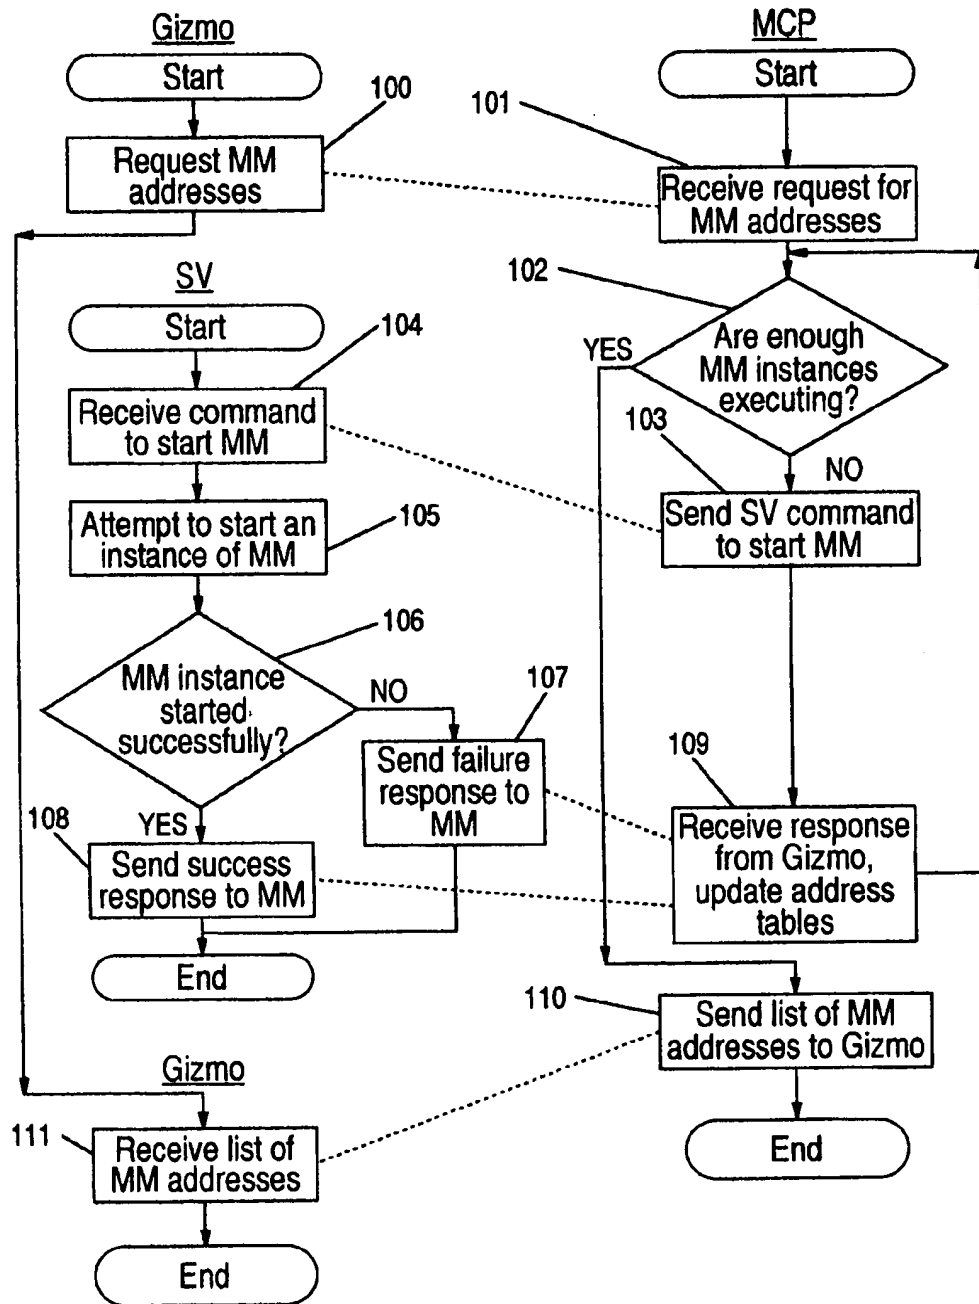 Gizmo
Start
100
Request MM
addresses
MCP
Start
101
Receive request for
MM addresses
102
Are enough
MM instances
executing?
YES
NO
103
Send SV command
to start MM
SV
Start
104
Receive command
to start MM
Attempt to start an
instance of MM
105
106
MM instance
started
successfully?
NO
107
Send failure
response to
MM
YES
108
Send success
response to MM
End
109
Receive response
from Gizmo,
update address
tables
110
Send list of MM
addresses to Gizmo
End
Gizmo
111
Receive list of
MM addresses
End